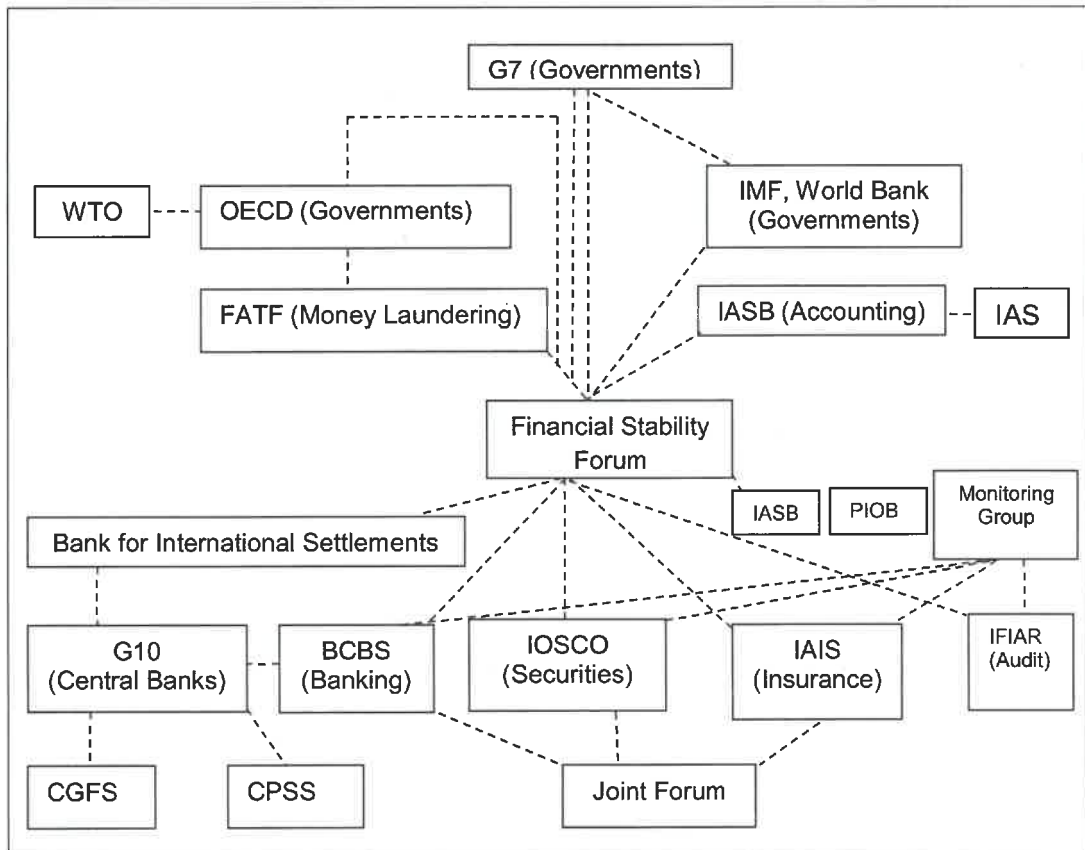 G7 (Governments)
IMF, World Bank
(Governments)
WTO
OECD (Governments)
FATF (Money Laundering)
IASB (Accounting)
IAS
Financial Stability
Forum
IASB
PIOB
Monitoring
Group
Bank for International Settlements
G10
(Central Banks)
BCBS
(Banking)
IOSCO
(Securities)
IAIS
(Insurance)
IFIAR
(Audit)
CGFS
CPSS
Joint Forum